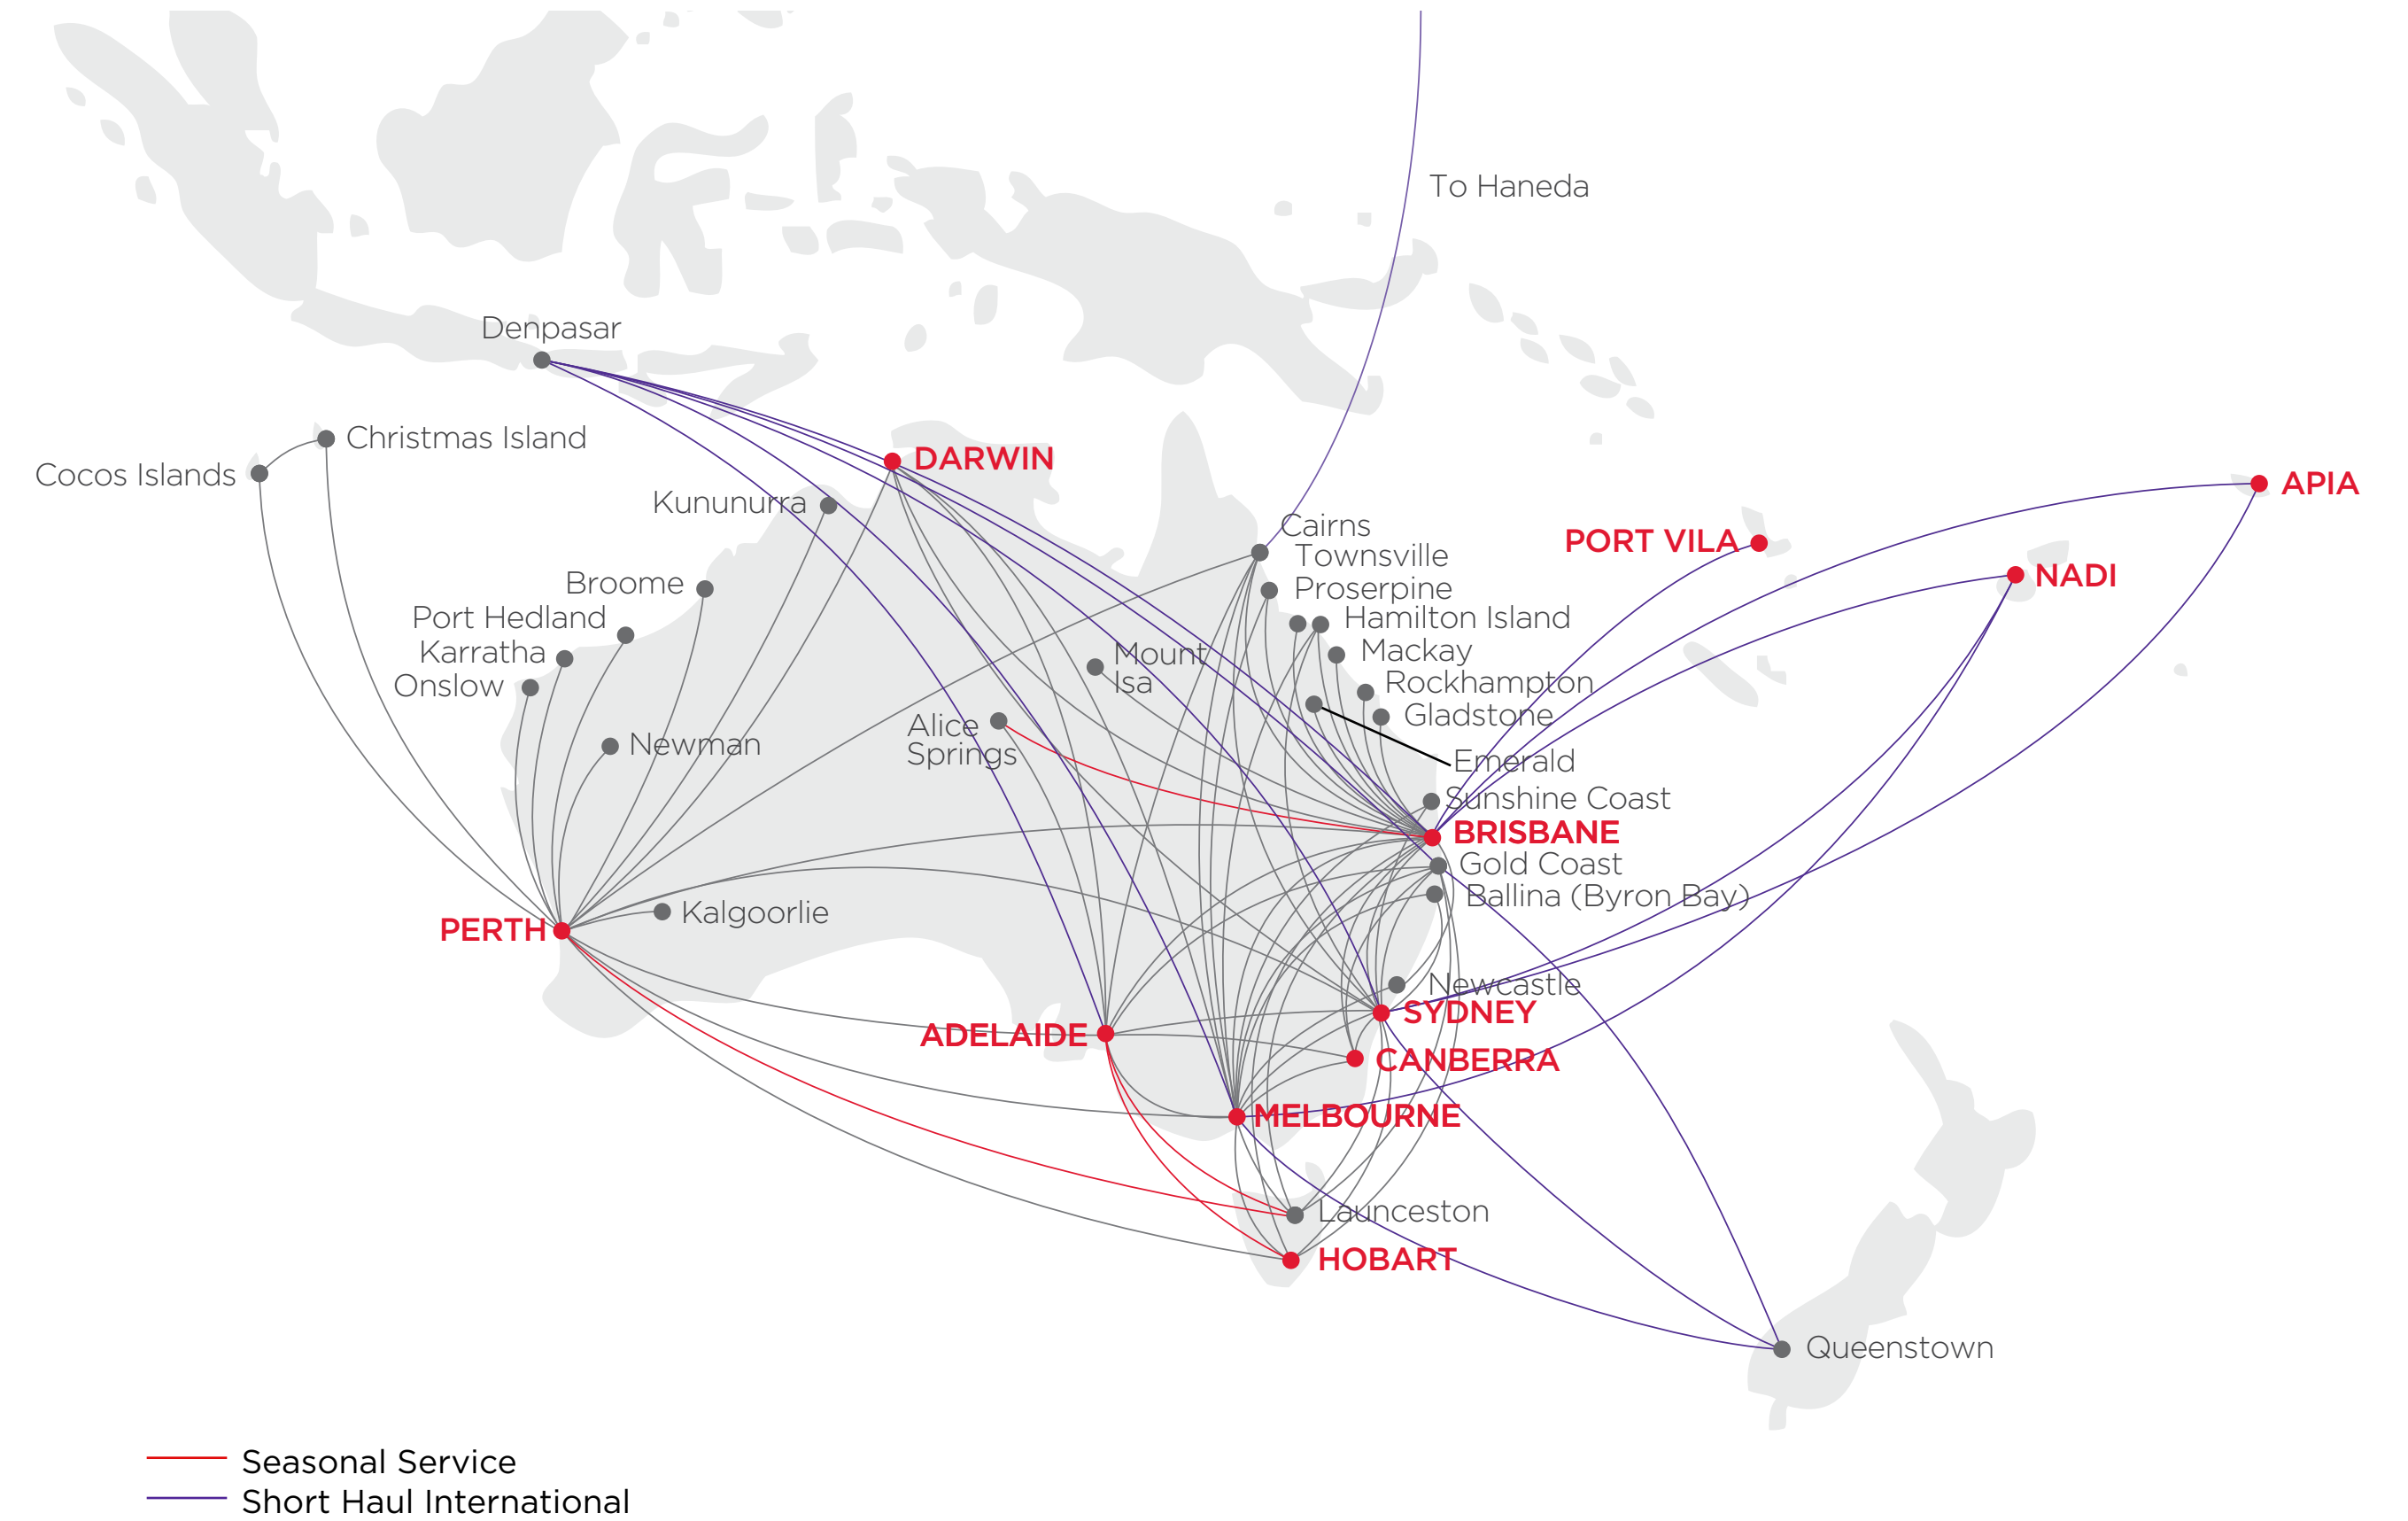 To Haneda
Denpasar
Christmas Island
Cocos Islands
DARWIN
APIA
Kununurra
Cairns
PORT VILA
Townsville
NADI
Broome
Proserpine
Port Hedland
Hamilton Island
Karratha
Mount
Isa
Mackay
Onslow
Rockhampton
Gladstone
Alice
Springs
Newman
Emerald
Sunshine Coast
BRISBANE
Gold Coast
Ballina (Byron Bay)
Kalgoorlie
PERTH
Newcastle
SYDNEY
ADELAIDE
CANBERRA
MELBOURNE
Launceston
HOBART
Queenstown
Seasonal Service
Short Haul International